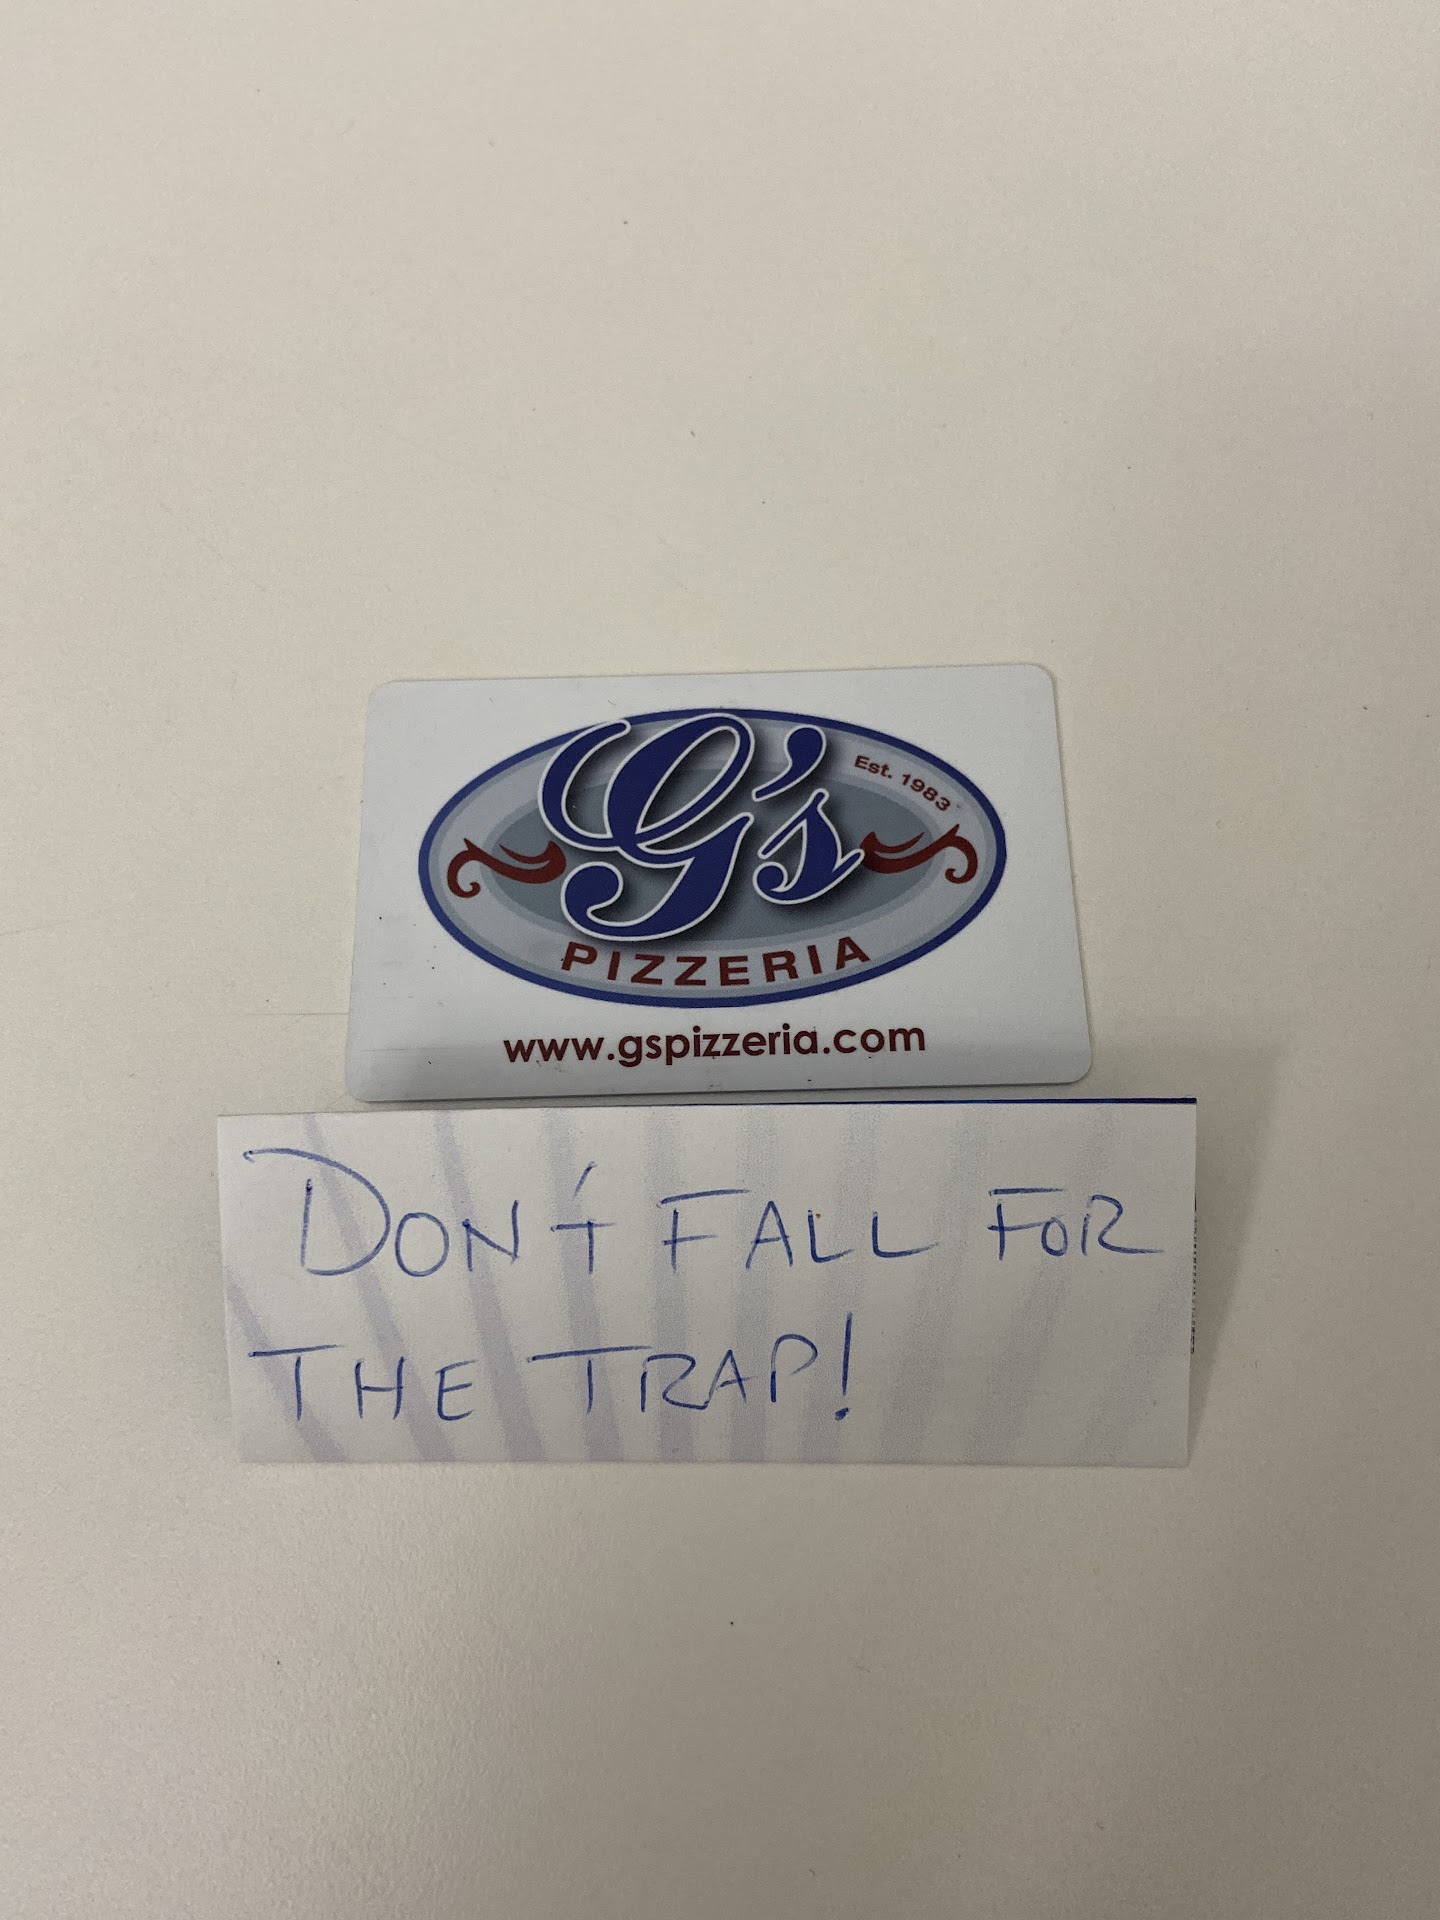 G's
Est. 1983
PIZZERIA
www.gspizzeria.com
DON'T FALL FOR
THE TRAP!